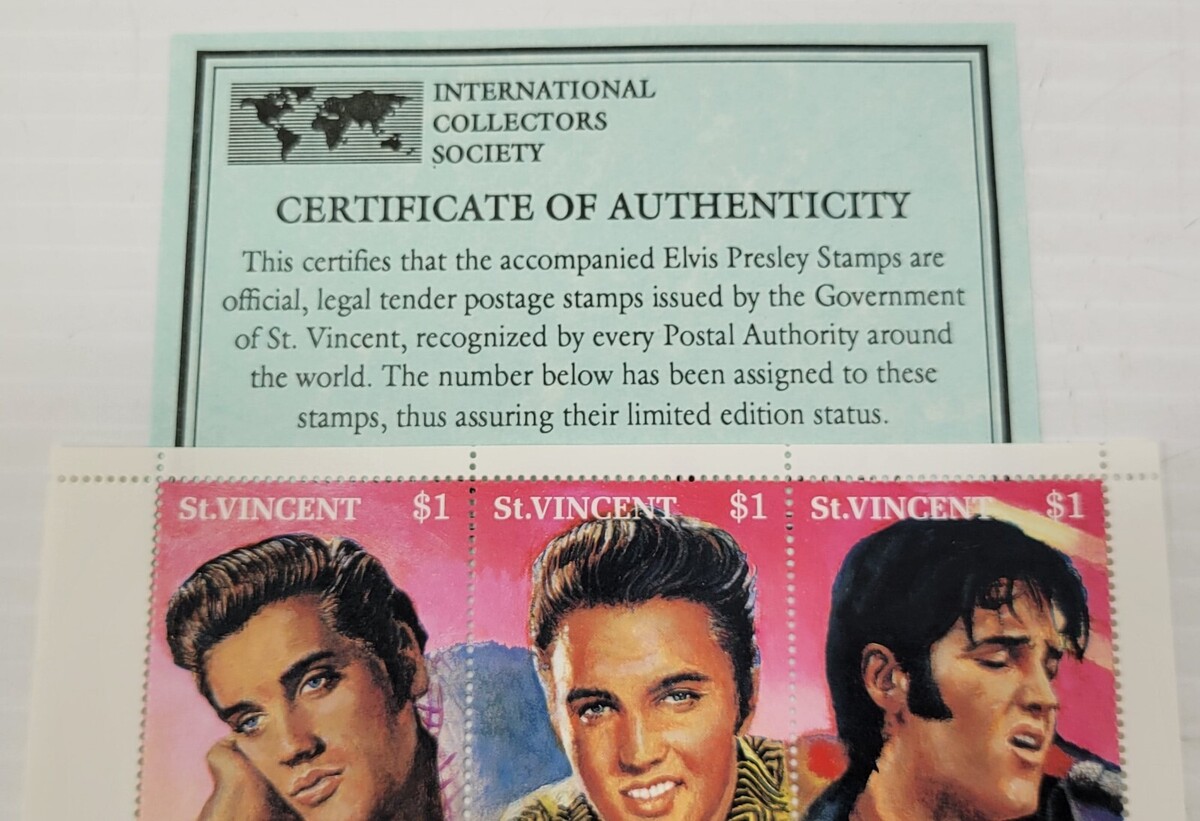 INTERNATIONAL
COLLECTORS
SOCIETY
CERTIFICATE OF AUTHENTICITY
This certifies that the accompanied Elvis Presley Stamps are
official, legal tender postage stamps issued by the Government
of St. Vincent, recognized by every Postal Authority around
the world. The number below has been assigned to these
stamps, thus assuring their limited edition status.
St.VINCENT $1 St.VINCENT $1 St.VINCENT $1